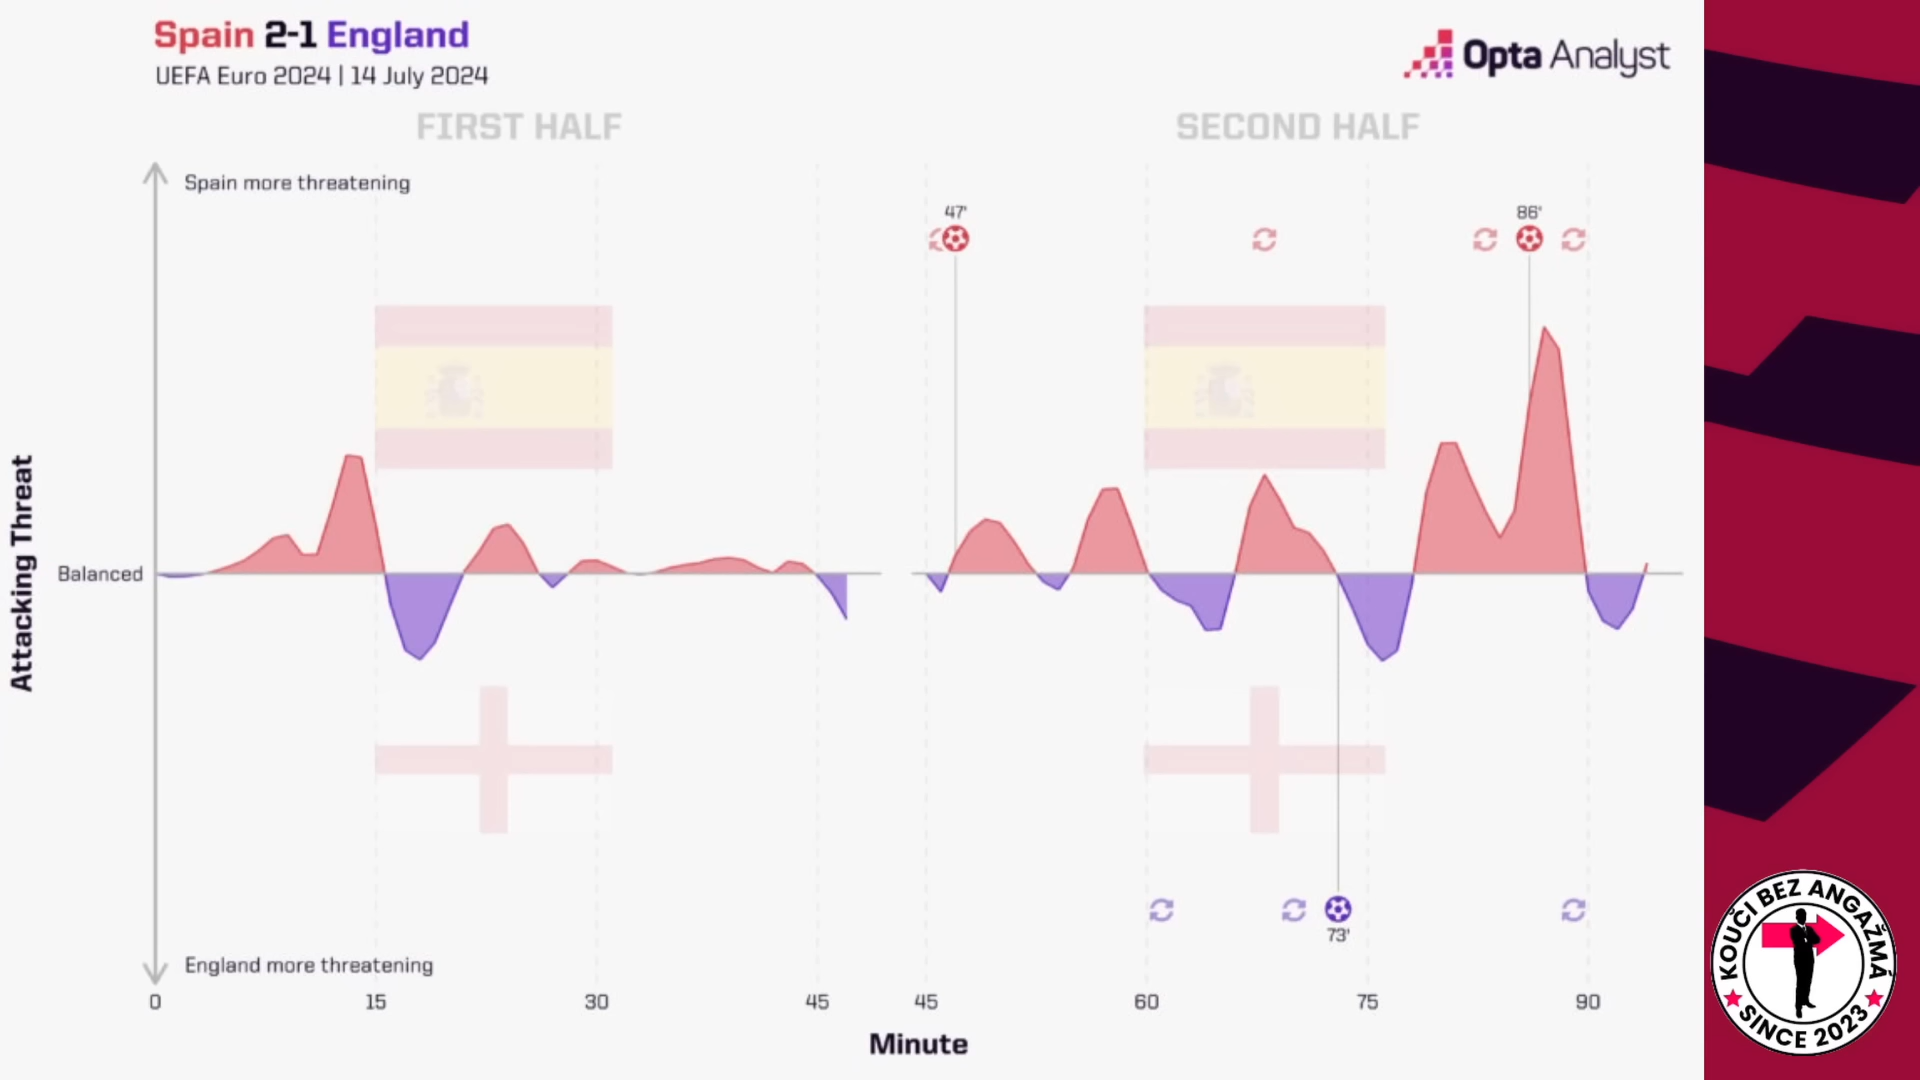 Spain 2-1 England
UEFA Euro 2024 | 14 July 2024
Opta Analyst
FIRST HALF
SECOND HALF
Spain more threatening
47'
86'
Attacking Threat
Balanced
73'
England more threatening
0 15 30 45 45 60 75 90
Minute
KOUČI BEZ ANGAŽMÁ
SINCE 2023